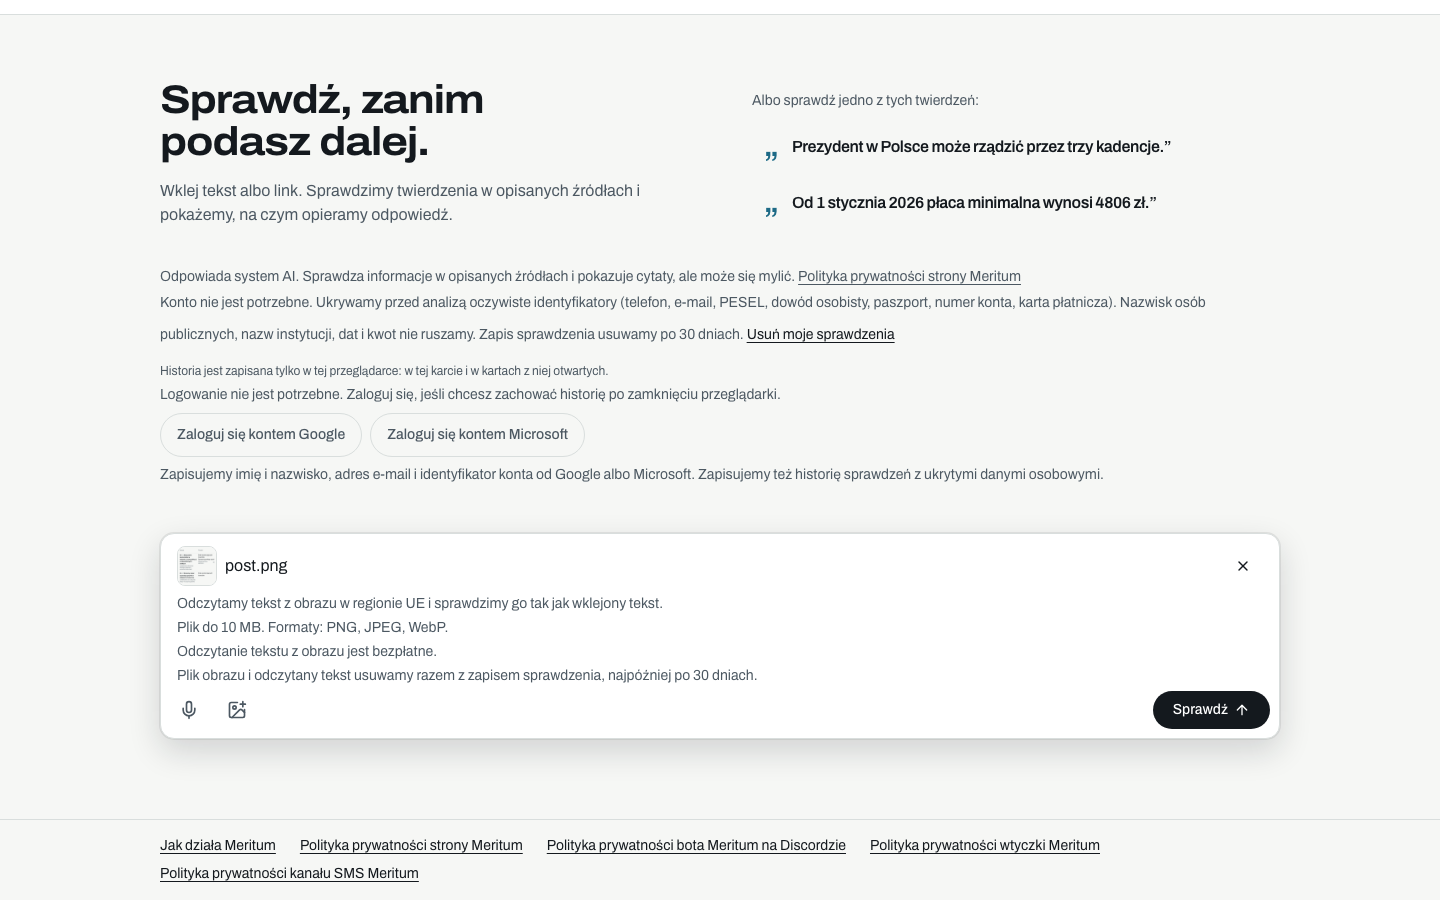 Sprawdź, zanim
podasz dalej.
Wklej tekst albo link. Sprawdzimy twierdzenia w opisanych źródłach i
pokażemy, na czym opieramy odpowiedź.
Albo sprawdź jedno z tych twierdzeń:
„ Prezydent w Polsce może rządzić przez trzy kadencje.”
„ Od 1 stycznia 2026 płaca minimalna wynosi 4806 zł.”
Odpowiada system AI. Sprawdza informacje w opisanych źródłach i pokazuje cytaty, ale może się mylić. Polityka prywatności strony Meritum
Konto nie jest potrzebne. Ukrywamy przed analizą oczywiste identyfikatory (telefon, e-mail, PESEL, dowód osobisty, paszport, numer konta, karta płatnicza). Nazwisk osób
publicznych, nazw instytucji, dat i kwot nie ruszamy. Zapis sprawdzenia usuwamy po 30 dniach. Usuń moje sprawdzenia
Historia jest zapisana tylko w tej przeglądarce: w tej karcie i w kartach z niej otwartych.
Logowanie nie jest potrzebne. Zaloguj się, jeśli chcesz zachować historię po zamknięciu przeglądarki.
Zaloguj się kontem Google
Zaloguj się kontem Microsoft
Zapisujemy imię i nazwisko, adres e-mail i identyfikator konta od Google albo Microsoft. Zapisujemy też historię sprawdzeń z ukrytymi danymi osobowymi.
post.png
Odczytamy tekst z obrazu w regionie UE i sprawdzimy go tak jak wklejony tekst.
Plik do 10 MB. Formaty: PNG, JPEG, WebP.
Odczytanie tekstu z obrazu jest bezpłatne.
Plik obrazu i odczytany tekst usuwamy razem z zapisem sprawdzenia, najpóźniej po 30 dniach.
Sprawdź
Jak działa Meritum
Polityka prywatności strony Meritum
Polityka prywatności bota Meritum na Discordzie
Polityka prywatności wtyczki Meritum
Polityka prywatności kanału SMS Meritum